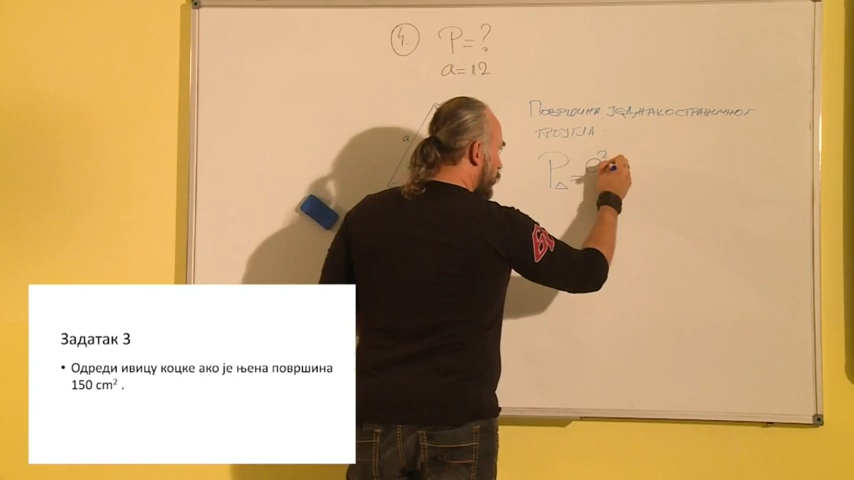 4.
P=?
a=12
a
ПОВРШИНА ЈЕДНАКОСТРАНИЧНОГ
ТРОУГЛА:
P△=a²
Задатак 3
• Одреди ивицу коцке ако је њена површина
150 cm² .